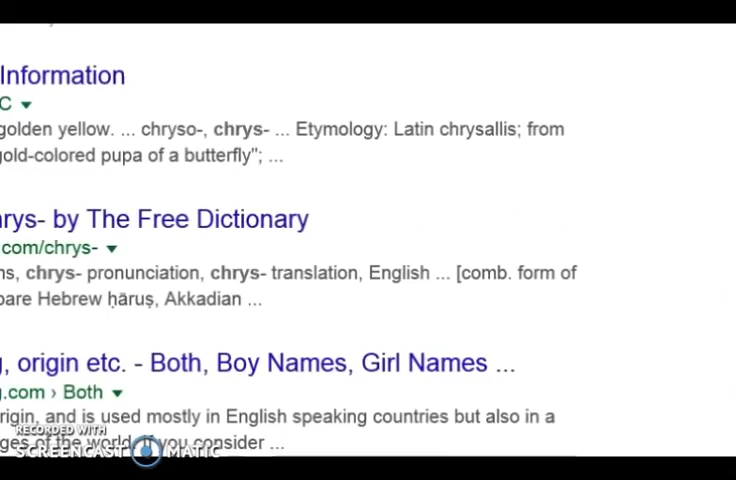 Information
C
golden yellow. ... chryso-, chrys- ... Etymology: Latin chrysallis; from
gold-colored pupa of a butterfly"; ...
rys- by The Free Dictionary
.com/chrys-
ns, chrys- pronunciation, chrys- translation, English ... [comb. form of
pare Hebrew ḥāruṣ, Akkadian ...
, origin etc. - Both, Boy Names, Girl Names ...
g.com › Both
rigin, and is used mostly in English speaking countries but also in a
ges of the world. If you consider ...
RECORDED WITH
SCREENCAST MATIC